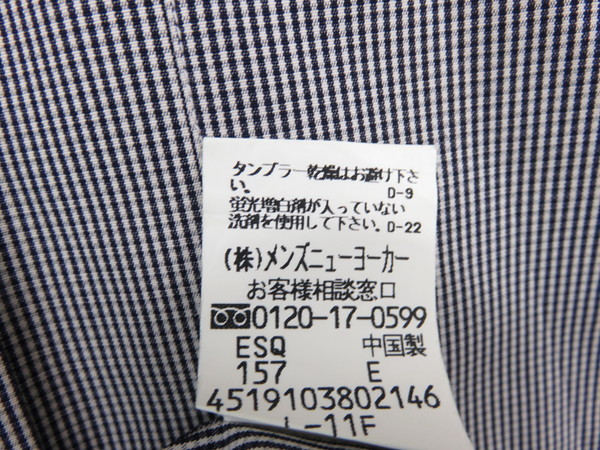 タンブラー乾燥はお避け下さ
い。 D-9
蛍光増白剤が入っていない
洗剤を使用して下さい。D-22
(株)メンズニューヨーカー
お客様相談窓口
0120-17-0599
ESQ 中国製
157 E
4519103802146
L-11F